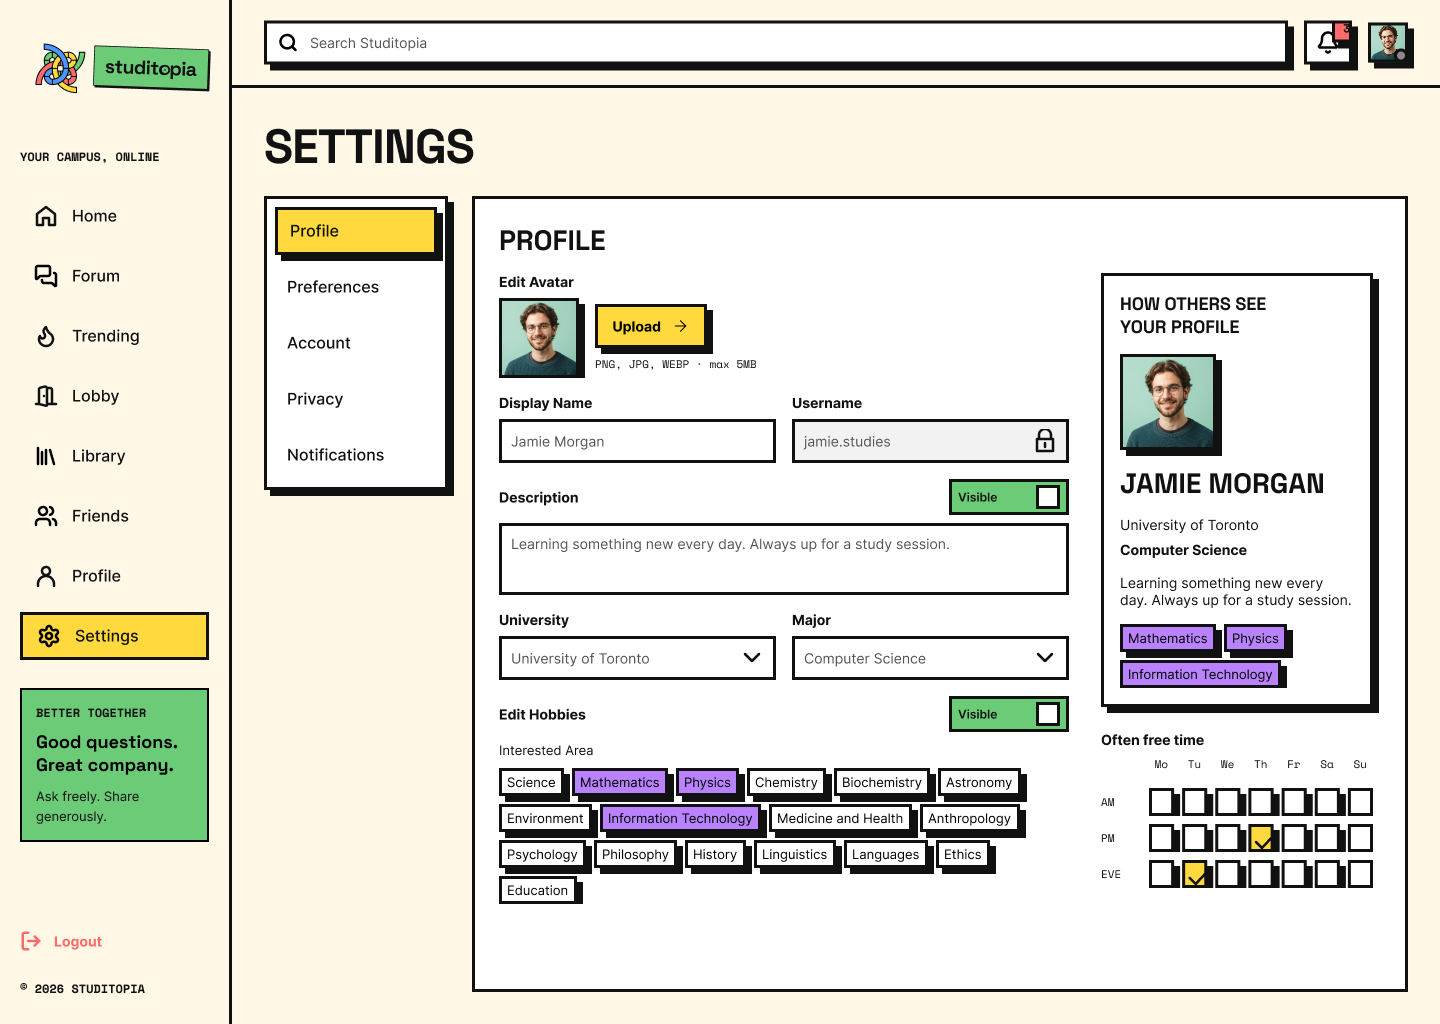 studitopia
Search Studitopia
3
YOUR CAMPUS, ONLINE
Home
Forum
Trending
Lobby
Library
Friends
Profile
Settings
BETTER TOGETHER
Good questions.
Great company.
Ask freely. Share
generously.
Logout
© 2026 STUDITOPIA
SETTINGS
Profile
Preferences
Account
Privacy
Notifications
PROFILE
Edit Avatar
Upload
PNG, JPG, WEBP · max 5MB
Display Name
Username
Jamie Morgan
jamie.studies
Description
Visible
Learning something new every day. Always up for a study session.
University
Major
University of Toronto
Computer Science
Edit Hobbies
Visible
Interested Area
Science Mathematics Physics Chemistry Biochemistry Astronomy
Environment Information Technology Medicine and Health Anthropology
Psychology Philosophy History Linguistics Languages Ethics
Education
HOW OTHERS SEE
YOUR PROFILE
JAMIE MORGAN
University of Toronto
Computer Science
Learning something new every
day. Always up for a study session.
Mathematics Physics
Information Technology
Often free time
Mo Tu We Th Fr Sa Su
AM
PM
EVE